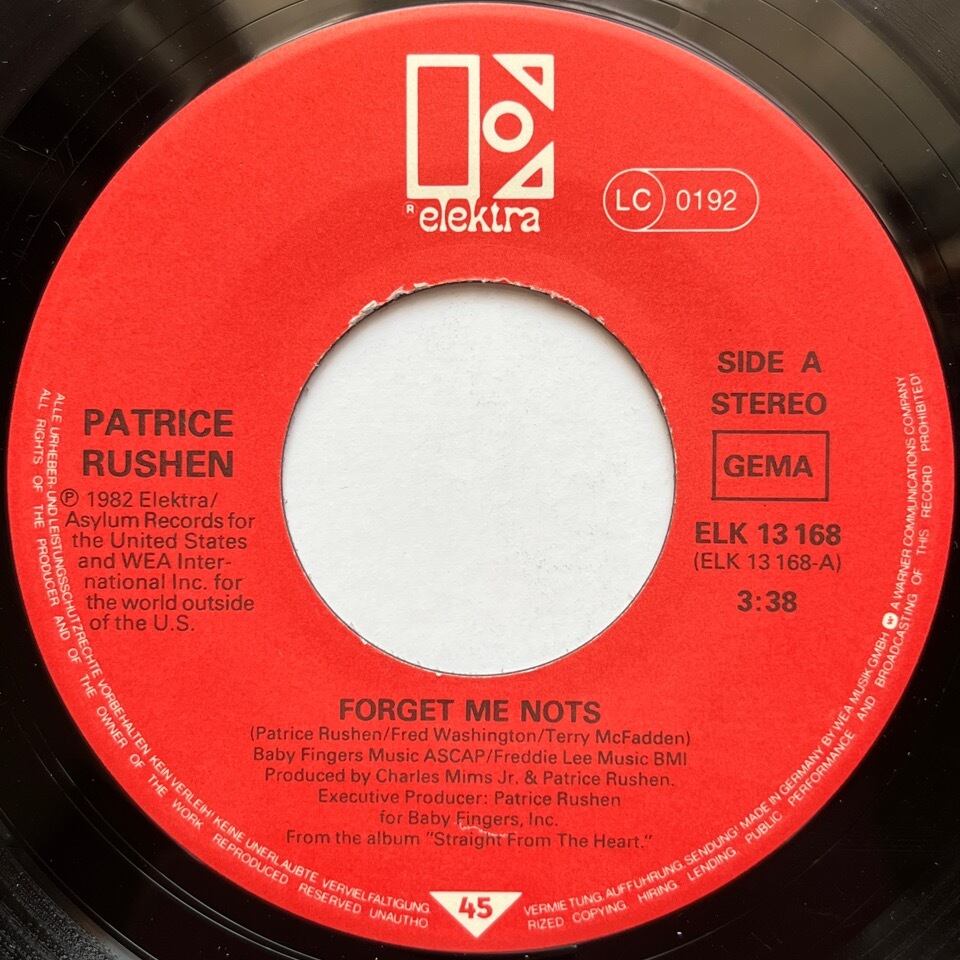 elektra
LC 0192
SIDE A
STEREO
GEMA
ELK 13 168
(ELK 13 168-A)
3:38
PATRICE
RUSHEN
℗ 1982 Elektra/
Asylum Records for
the United States
and WEA Inter-
national Inc. for
the world outside
of the U.S.
FORGET ME NOTS
(Patrice Rushen/Fred Washington/Terry McFadden)
Baby Fingers Music ASCAP/Freddie Lee Music BMI
Produced by Charles Mims Jr. & Patrice Rushen.
Executive Producer: Patrice Rushen
for Baby Fingers, Inc.
From the album "Straight From The Heart."
45
ALLE URHEBER- UND LEISTUNGSSCHUTZRECHTE VORBEHALTEN KEIN VERLEIH! KEINE UNERLAUBTE VERVIELFÄLTIGUNG, VERMIETUNG, AUFFÜHRUNG, SENDUNG! MADE IN GERMANY BY WEA MUSIK GMBH A WARNER COMMUNICATIONS COMPANY
ALL RIGHTS OF THE PRODUCER AND OF THE OWNER OF THE WORK REPRODUCED RESERVED UNAUTHORIZED COPYING, HIRING, LENDING, PUBLIC PERFORMANCE AND BROADCASTING OF THIS RECORD PROHIBITED!